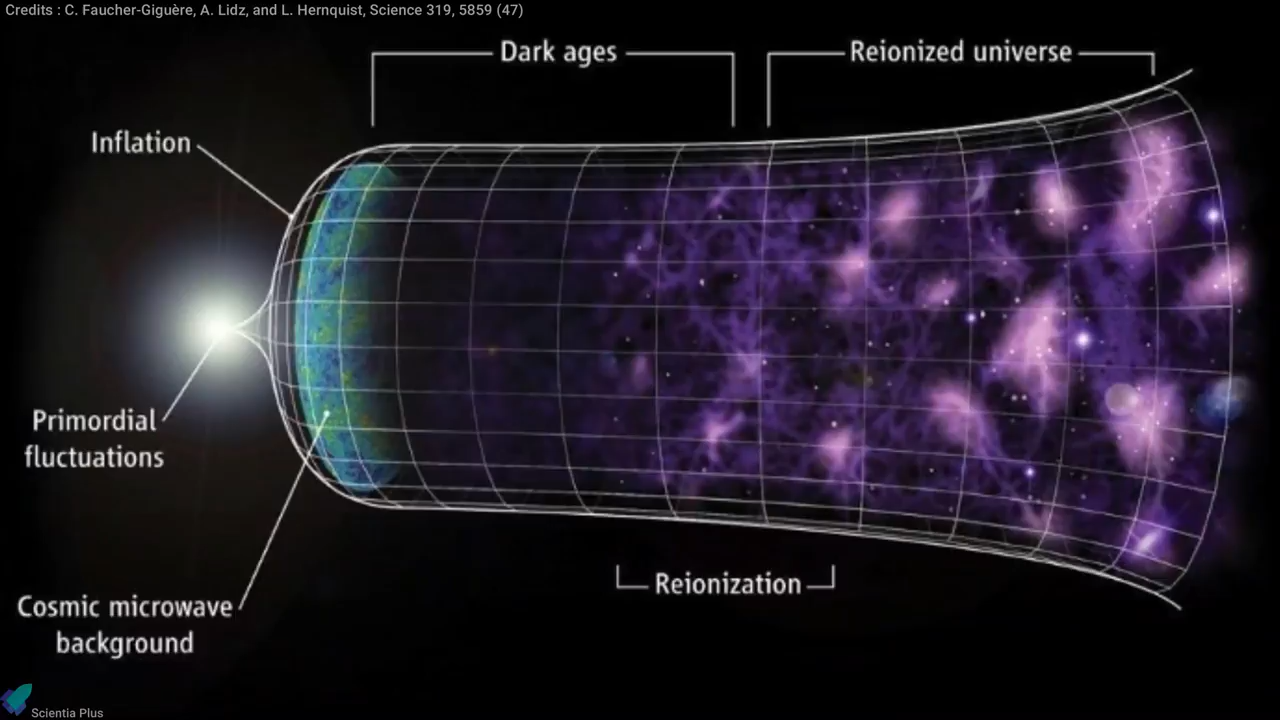 Credits : C. Faucher-Giguère, A. Lidz, and L. Hernquist, Science 319, 5859 (47)
Dark ages
Reionized universe
Inflation
Primordial
fluctuations
Reionization
Cosmic microwave
background
Scientia Plus